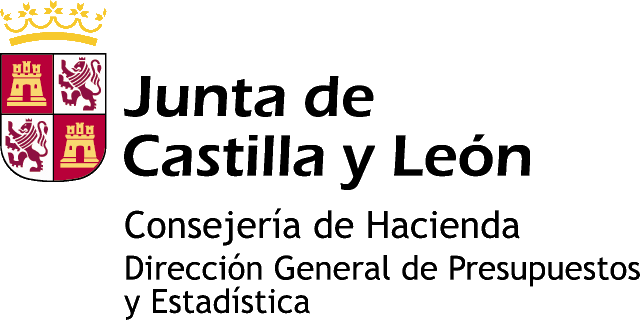 Junta de
Castilla y León
Consejería de Hacienda
Dirección General de Presupuestos
y Estadística